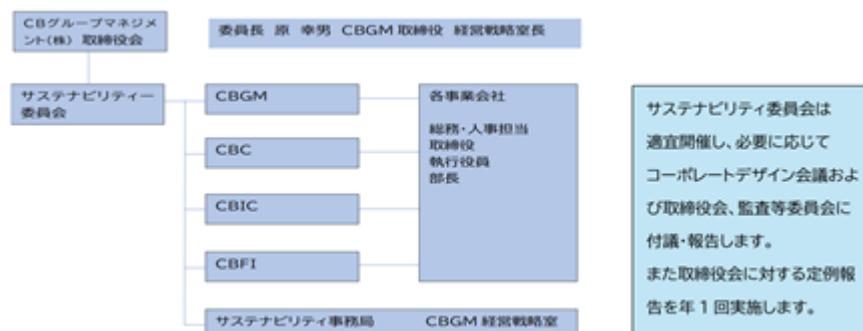 CBグループマネジメ
ント(株) 取締役会
委員長 原 幸男 CBGM 取締役 経営戦略室長
サステナビリティー
委員会
CBGM
CBC
CBIC
CBFI
サステナビリティ事務局 CBGM 経営戦略室
各事業会社
総務・人事担当
取締役
執行役員
部長
サステナビリティ委員会は
適宜開催し、必要に応じて
コーポレートデザイン会議およ
び取締役会、監査等委員会に
付議・報告します。
また取締役会に対する定例報
告を年1回実施します。